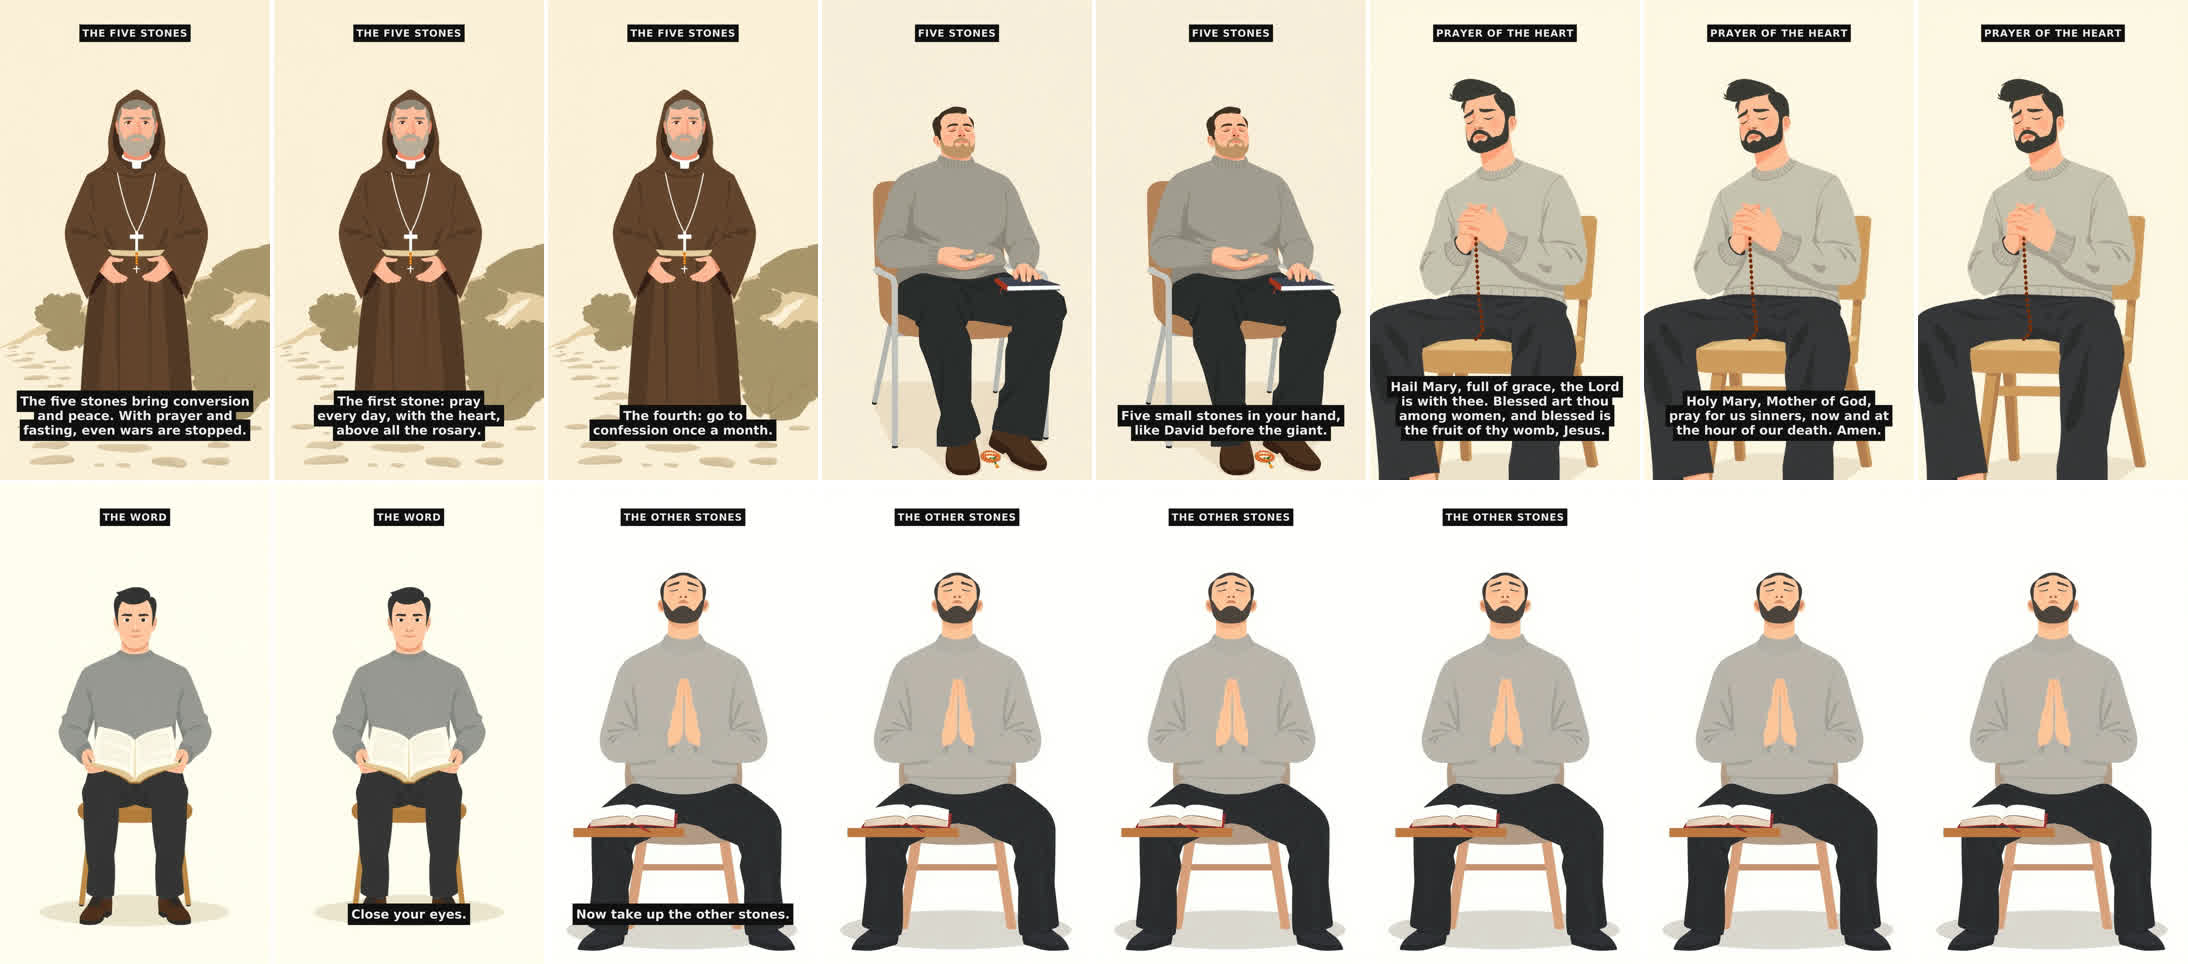 THE FIVE STONES
The five stones bring conversion
and peace. With prayer and
fasting, even wars are stopped.
THE FIVE STONES
The first stone: pray
every day, with the heart,
above all the rosary.
THE FIVE STONES
The fourth: go to
confession once a month.
FIVE STONES
FIVE STONES
Five small stones in your hand,
like David before the giant.
PRAYER OF THE HEART
Hail Mary, full of grace, the Lord
is with thee. Blessed art thou
among women, and blessed is
the fruit of thy womb, Jesus.
PRAYER OF THE HEART
Holy Mary, Mother of God,
pray for us sinners, now and at
the hour of our death. Amen.
PRAYER OF THE HEART
THE WORD
THE WORD
Close your eyes.
THE OTHER STONES
Now take up the other stones.
THE OTHER STONES
THE OTHER STONES
THE OTHER STONES